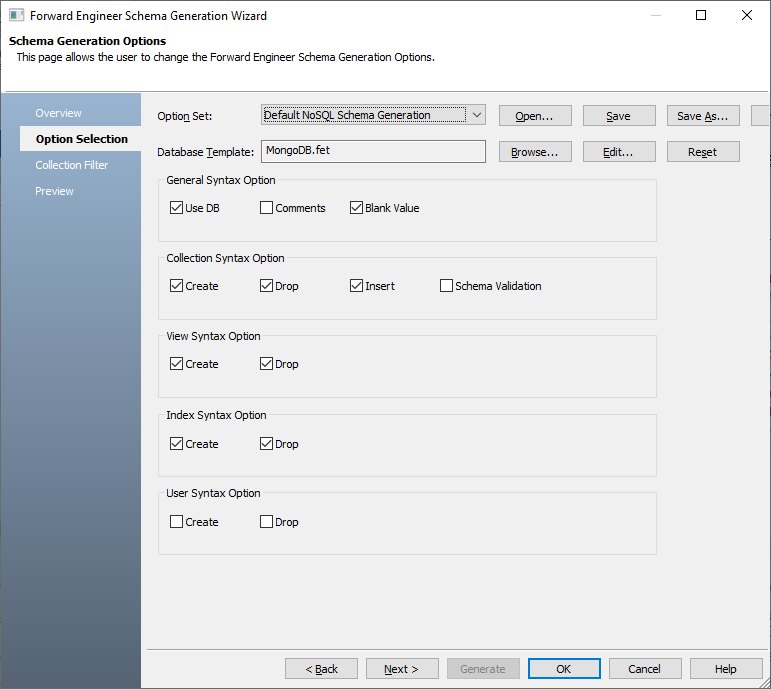 Forward Engineer Schema Generation Wizard
Schema Generation Options
This page allows the user to change the Forward Engineer Schema Generation Options.
Overview
Option Selection
Collection Filter
Preview
Option Set: Default NoSQL Schema Generation Open... Save Save As...
Database Template: MongoDB.fet Browse... Edit... Reset
General Syntax Option
Use DB Comments Blank Value
Collection Syntax Option
Create Drop Insert Schema Validation
View Syntax Option
Create Drop
Index Syntax Option
Create Drop
User Syntax Option
Create Drop
< Back Next > Generate OK Cancel Help